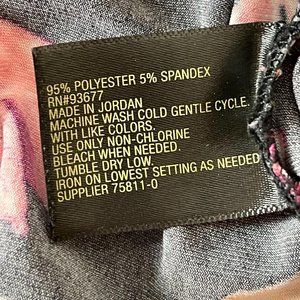 95% POLYESTER 5% SPANDEX
RN#93677
MADE IN JORDAN
MACHINE WASH COLD GENTLE CYCLE.
WITH LIKE COLORS.
USE ONLY NON-CHLORINE
BLEACH WHEN NEEDED.
TUMBLE DRY LOW.
IRON ON LOWEST SETTING AS NEEDED
SUPPLIER 75811-0